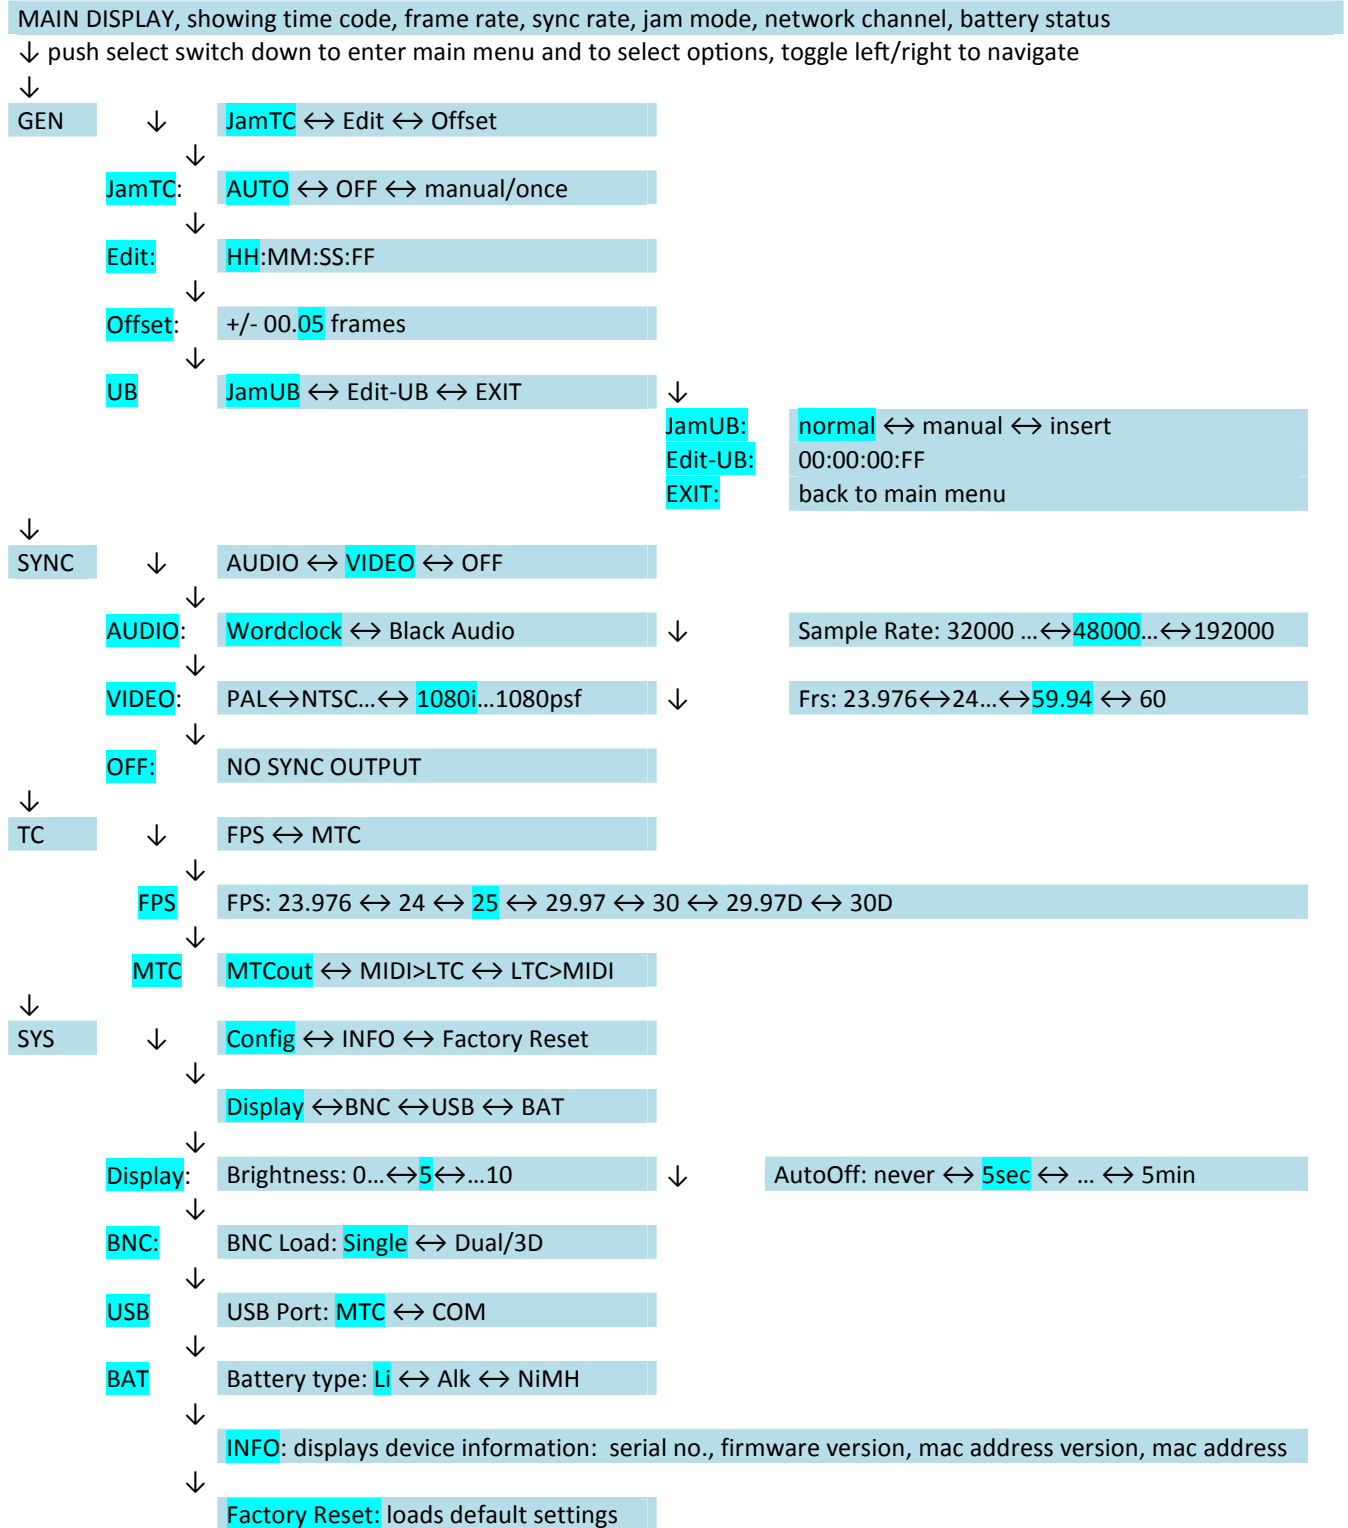 MAIN DISPLAY, showing time code, frame rate, sync rate, jam mode, network channel, battery status
↓ push select switch down to enter main menu and to select options, toggle left/right to navigate
↓
GEN ↓ JamTC ↔ Edit ↔ Offset
↓
JamTC: AUTO ↔ OFF ↔ manual/once
↓
Edit: HH:MM:SS:FF
↓
Offset: +/- 00.05 frames
↓
UB JamUB ↔ Edit-UB ↔ EXIT ↓
JamUB: normal ↔ manual ↔ insert
Edit-UB: 00:00:00:FF
EXIT: back to main menu
↓
SYNC ↓ AUDIO ↔ VIDEO ↔ OFF
↓
AUDIO: Wordclock ↔ Black Audio ↓ Sample Rate: 32000 …↔48000…↔192000
↓
VIDEO: PAL↔NTSC…↔ 1080i…1080psf ↓ Frs: 23.976↔24…↔59.94 ↔ 60
↓
OFF: NO SYNC OUTPUT
↓
TC ↓ FPS ↔ MTC
↓
FPS FPS: 23.976 ↔ 24 ↔ 25 ↔ 29.97 ↔ 30 ↔ 29.97D ↔ 30D
↓
MTC MTCout ↔ MIDI>LTC ↔ LTC>MIDI
↓
SYS ↓ Config ↔ INFO ↔ Factory Reset
↓
Display ↔BNC ↔USB ↔ BAT
↓
Display: Brightness: 0…↔5↔…10 ↓ AutoOff: never ↔ 5sec ↔ … ↔ 5min
↓
BNC: BNC Load: Single ↔ Dual/3D
↓
USB USB Port: MTC ↔ COM
↓
BAT Battery type: Li ↔ Alk ↔ NiMH
↓
INFO: displays device information: serial no., firmware version, mac address version, mac address
↓
Factory Reset: loads default settings